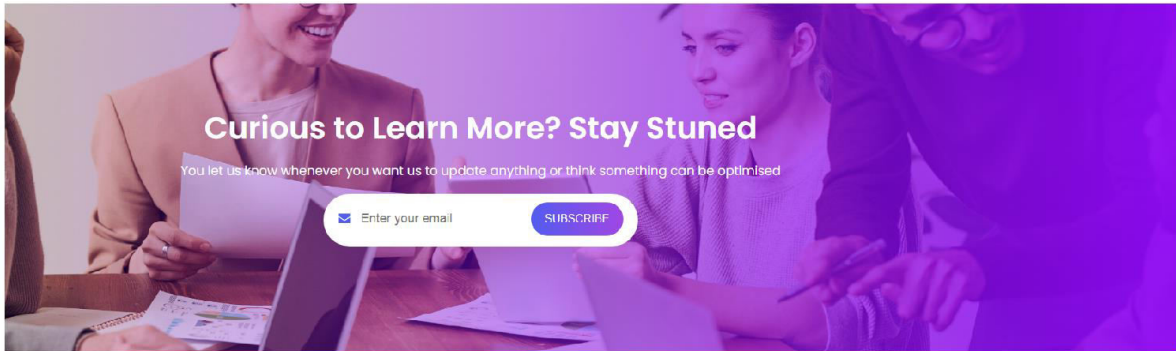 Curious to Learn More? Stay Stuned
You let us know whenever you want us to update anything or think something can be optimised
Enter your email
SUBSCRIBE